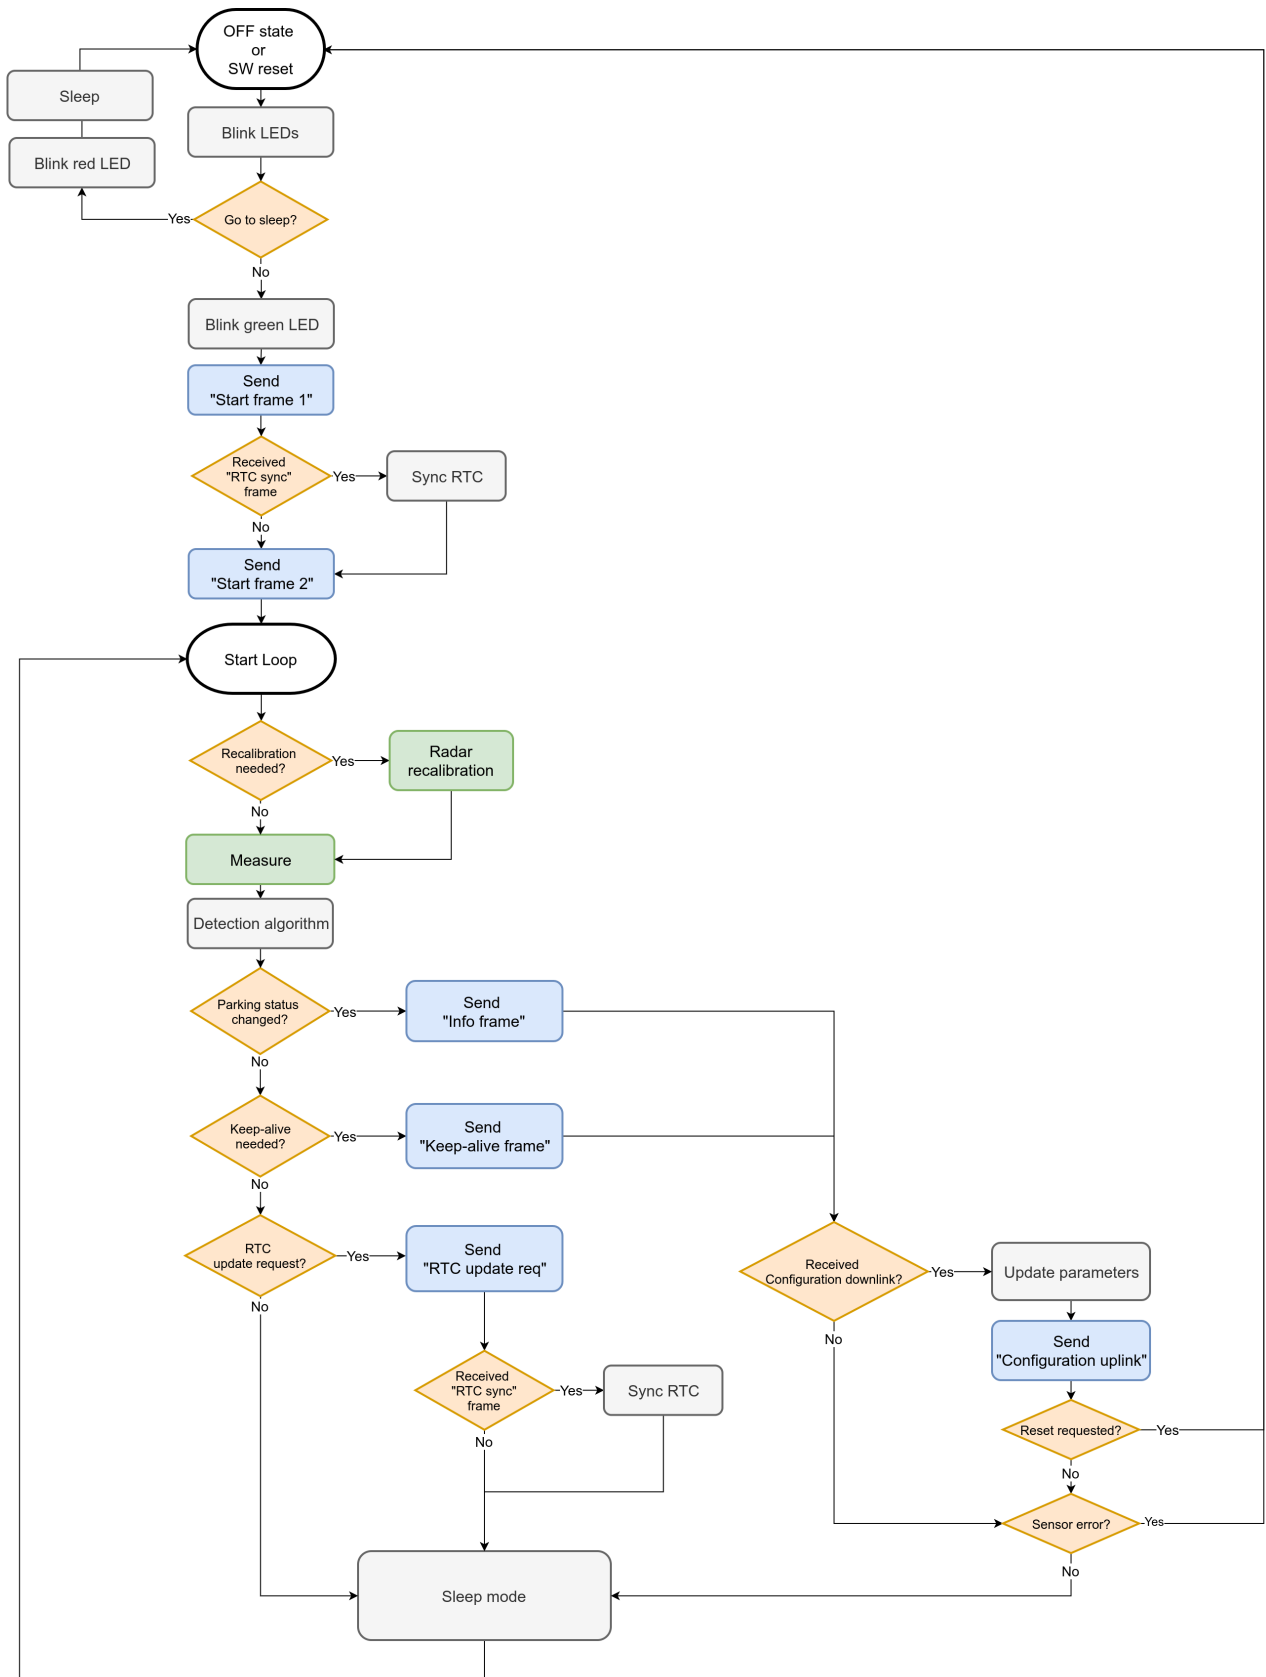 OFF state
or
SW reset
Sleep
Blink LEDs
Blink red LED
Yes
Go to sleep?
No
Blink green LED
Send
"Start frame 1"
Received
"RTC sync"
frame
Yes
Sync RTC
No
Send
"Start frame 2"
Start Loop
Recalibration
needed?
Yes
Radar
recalibration
No
Measure
Detection algorithm
Parking status
changed?
Yes
Send
"Info frame"
No
Keep-alive
needed?
Yes
Send
"Keep-alive frame"
No
RTC
update request?
Yes
Send
"RTC update req"
No
Received
Configuration downlink?
Yes
Update parameters
No
Send
"Configuration uplink"
Received
"RTC sync"
frame
Yes
Sync RTC
No
Reset requested?
Yes
No
Sensor error?
Yes
No
Sleep mode